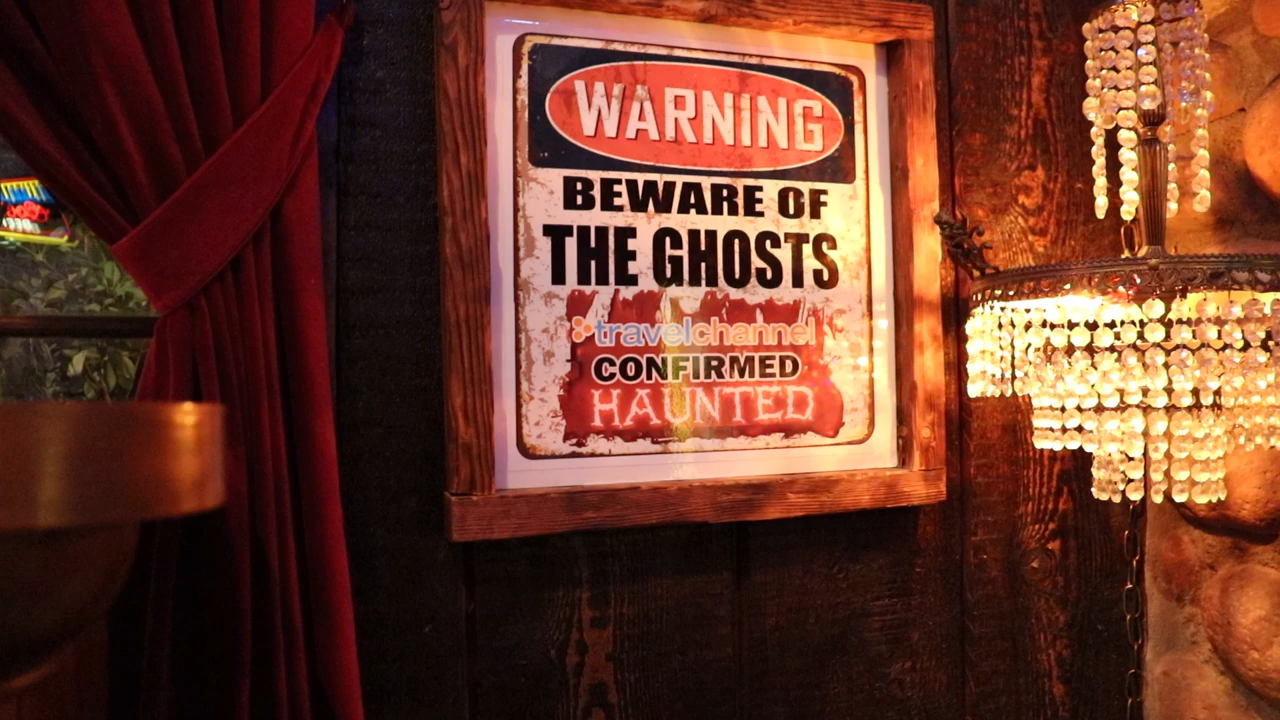 WARNING
BEWARE OF
THE GHOSTS
travelchannel
CONFIRMED
HAUNTED